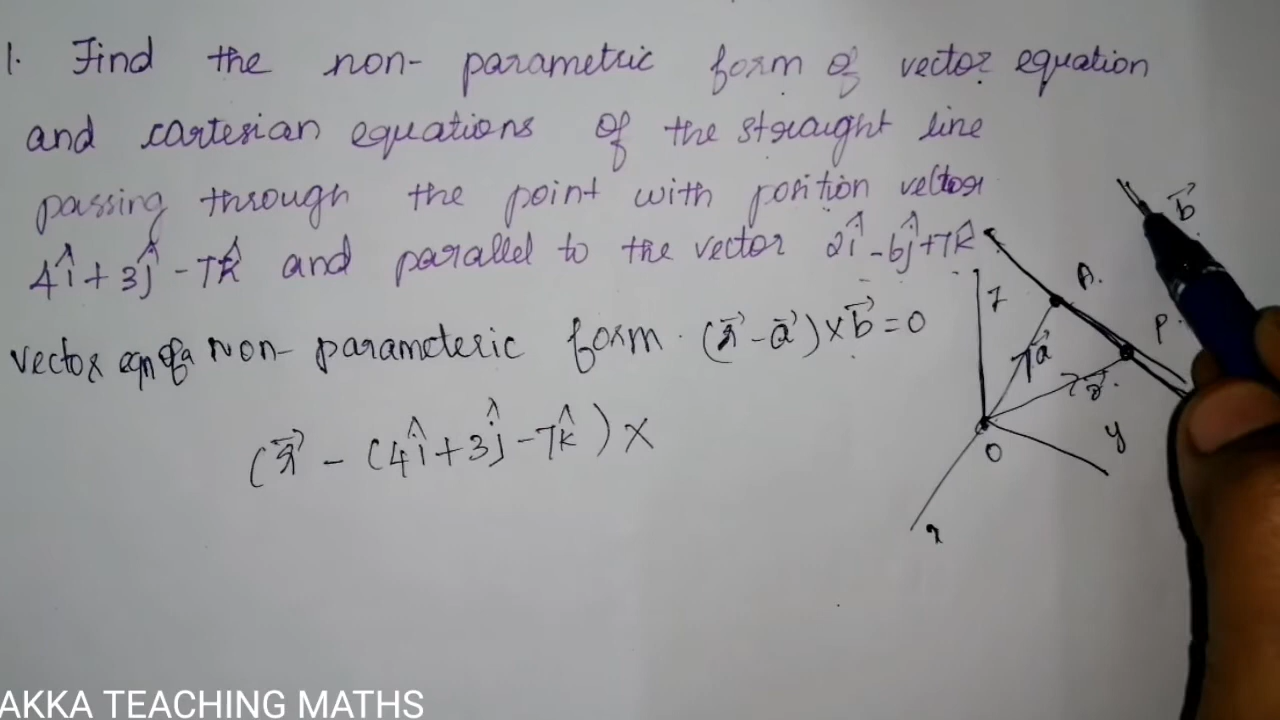 1. Find the non- parametric form of vector equation
and cartesian equations of the straight line
passing through the point with position vector
4î + 3ĵ - 7k̂ and parallel to the vector 2î - 6ĵ + 7k̂
vector eqn of a non- parameteric form. (r⃗ - a⃗) × b⃗ = 0
(r⃗ - (4î + 3ĵ - 7k̂) ×
b⃗
A.
z
P.
a⃗
r⃗
y
O
x
AKKA TEACHING MATHS